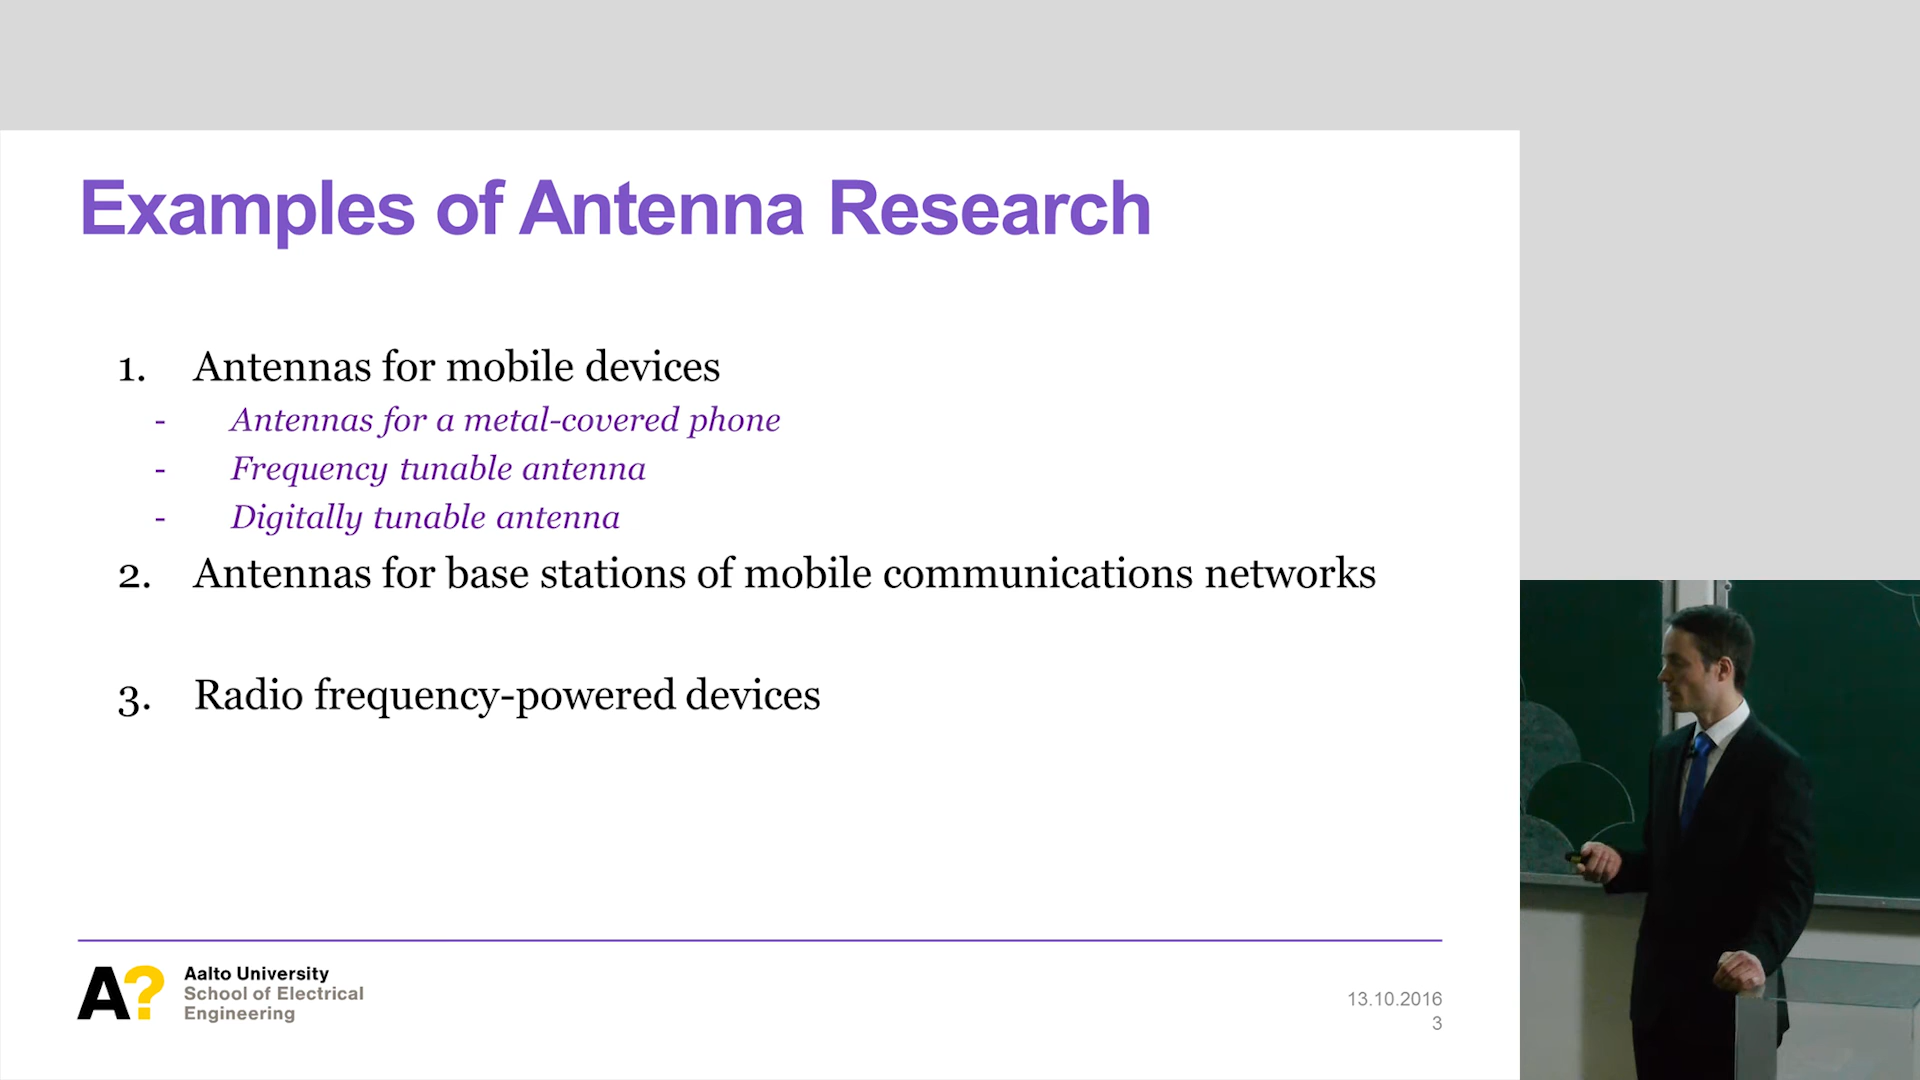 Examples of Antenna Research
1. Antennas for mobile devices
- Antennas for a metal-covered phone
- Frequency tunable antenna
- Digitally tunable antenna
2. Antennas for base stations of mobile communications networks
3. Radio frequency-powered devices
A?
Aalto University
School of Electrical
Engineering
13.10.2016
3